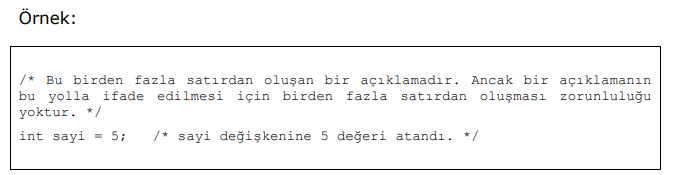 Örnek:
/* Bu birden fazla satırdan oluşan bir açıklamadır. Ancak bir açıklamanın
bu yolla ifade edilmesi için birden fazla satırdan oluşması zorunluluğu
yoktur. */
int sayi = 5;   /* sayi değişkenine 5 değeri atandı. */